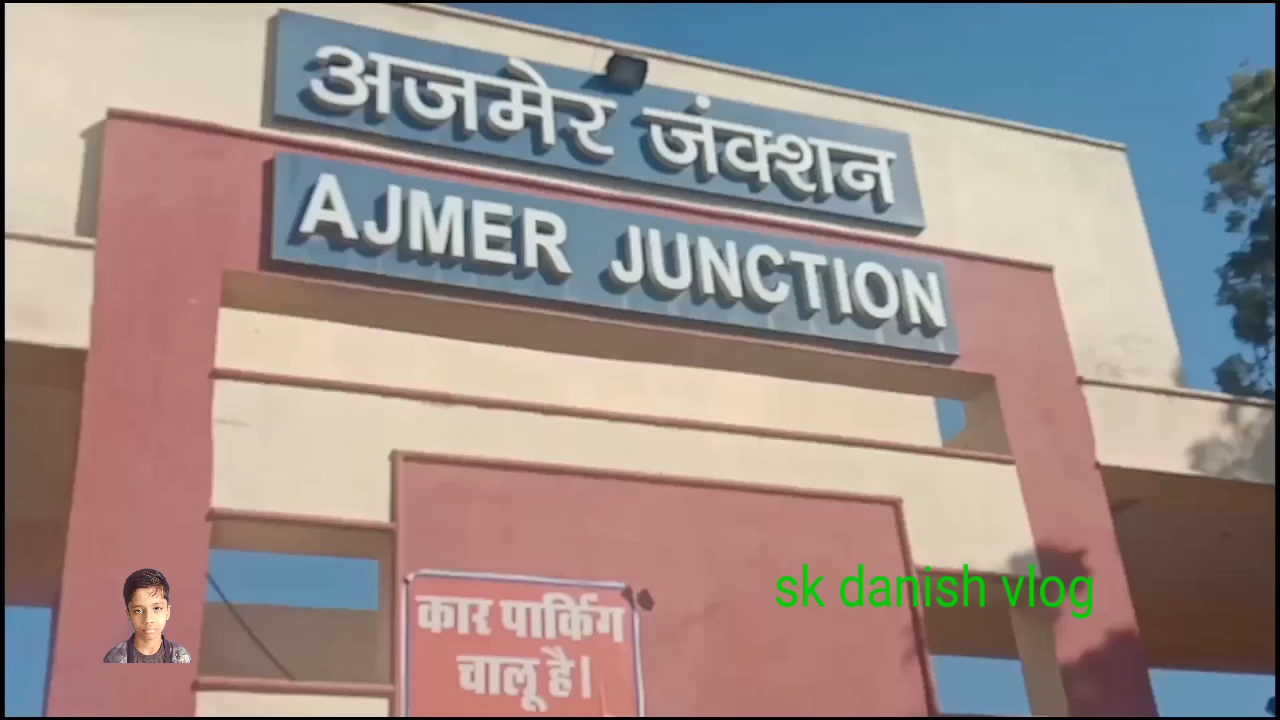 अजमेर जंक्शन
AJMER JUNCTION
sk danish vlog
कार पार्किग
चालू है।